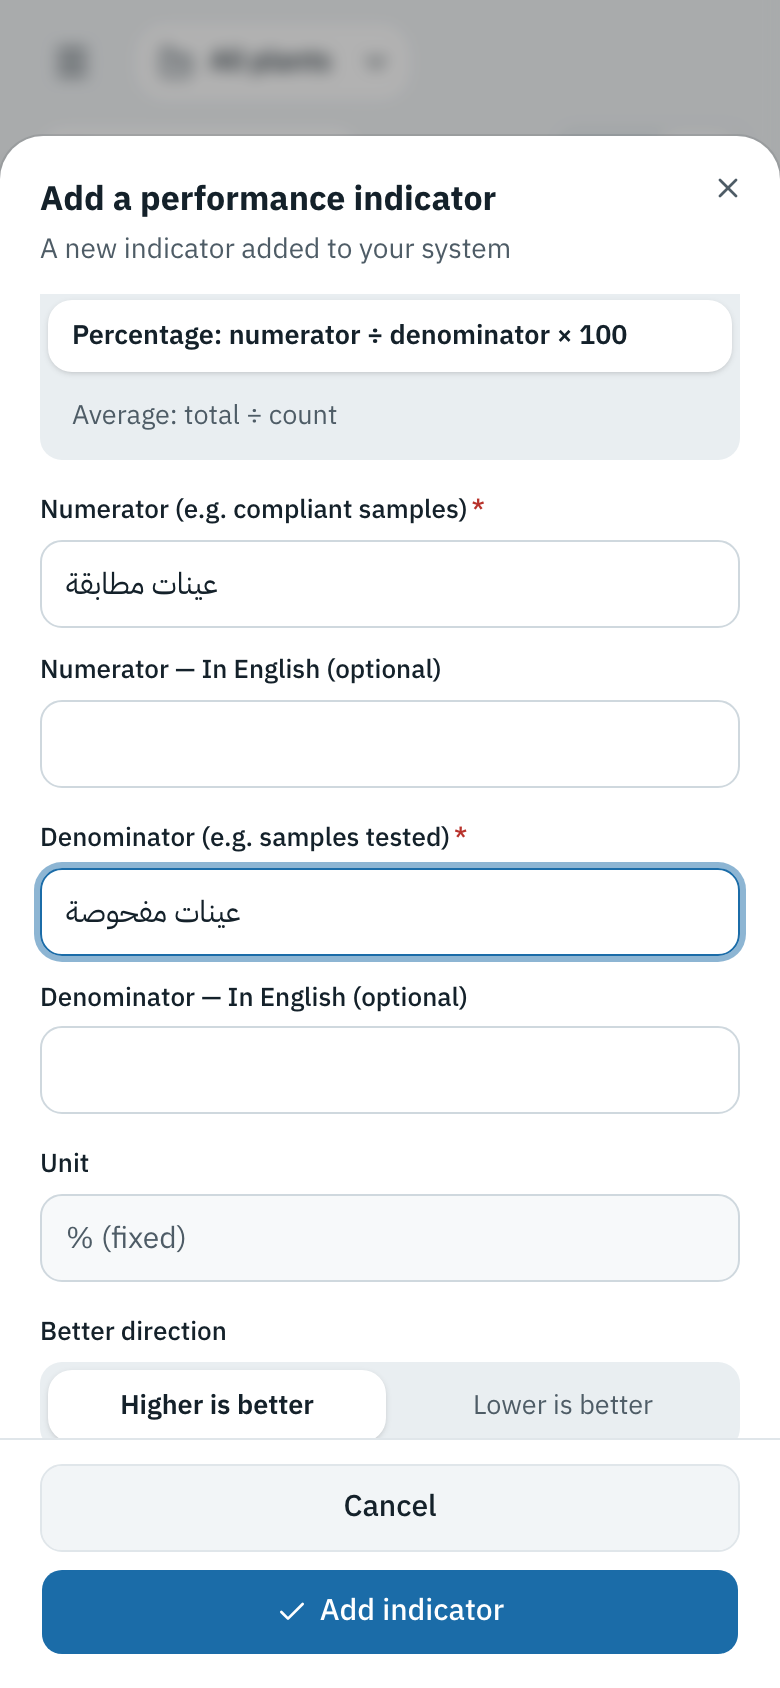 All plants
Add a performance indicator
A new indicator added to your system
Percentage: numerator ÷ denominator × 100
Average: total ÷ count
Numerator (e.g. compliant samples) *
عينات مطابقة
Numerator — In English (optional)
Denominator (e.g. samples tested) *
عينات مفحوصة
Denominator — In English (optional)
Unit
% (fixed)
Better direction
Higher is better
Lower is better
Cancel
Add indicator